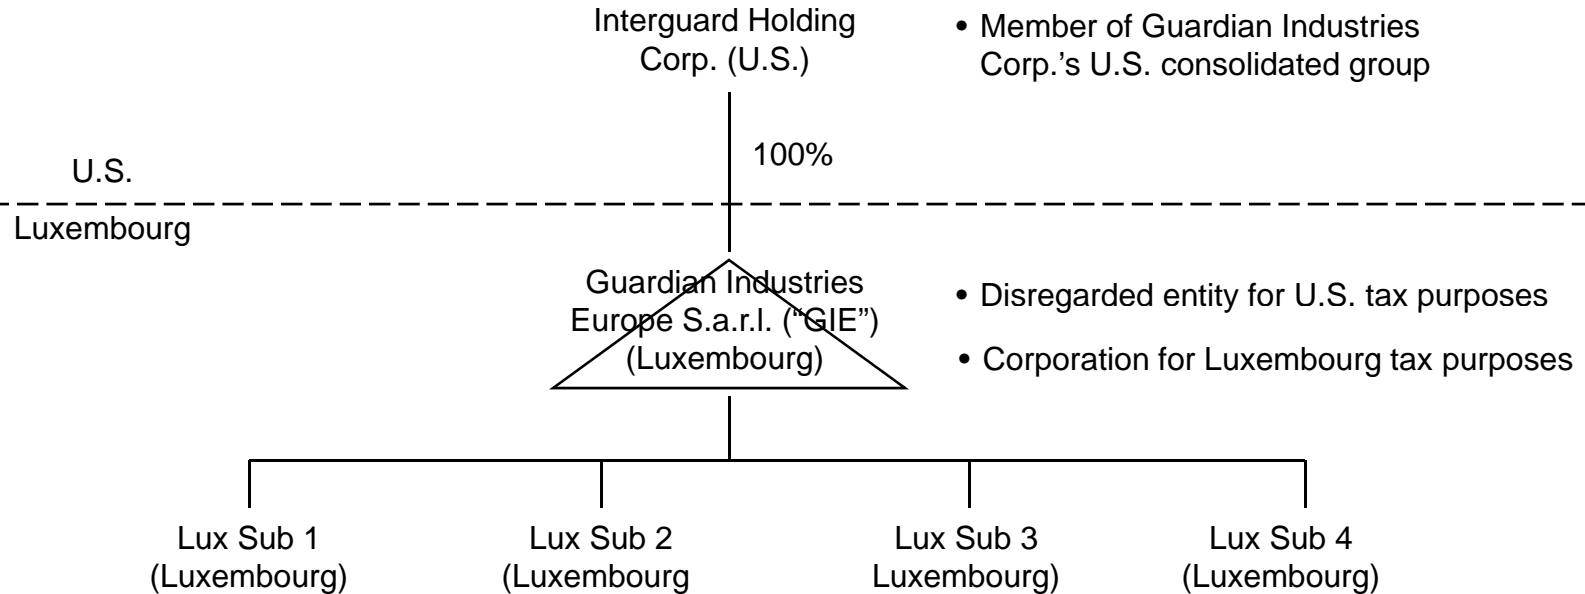 Interguard Holding
Corp. (U.S.)
• Member of Guardian Industries
Corp.'s U.S. consolidated group
100%
U.S.
Luxembourg
Guardian Industries
Europe S.a.r.l. (“GIE”)
(Luxembourg)
• Disregarded entity for U.S. tax purposes
• Corporation for Luxembourg tax purposes
Lux Sub 1
(Luxembourg)
Lux Sub 2
(Luxembourg
Lux Sub 3
Luxembourg)
Lux Sub 4
(Luxembourg)